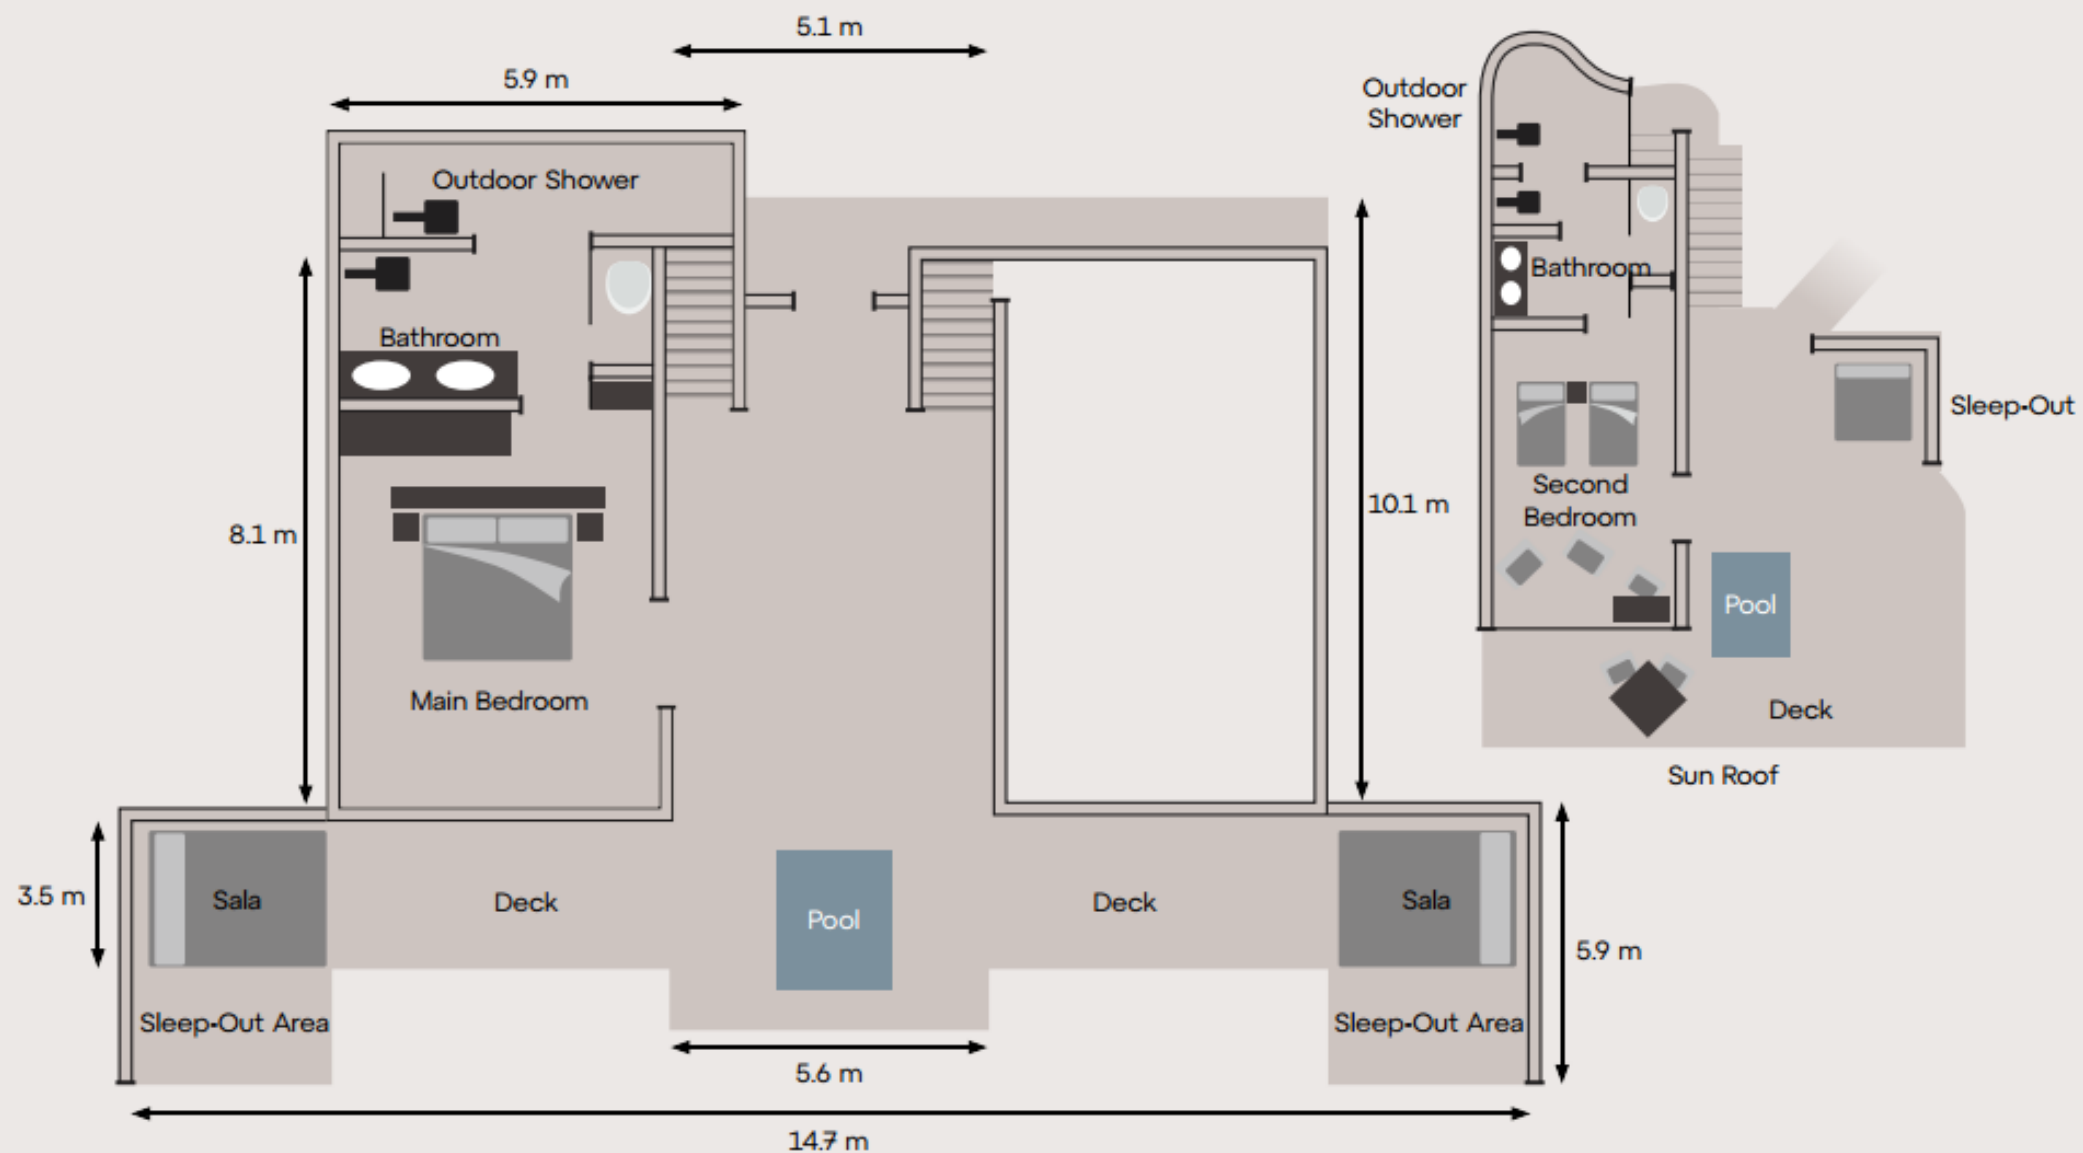 5.1 m
5.9 m
Outdoor Shower
Bathroom
8.1 m
Main Bedroom
10.1 m
3.5 m
Sala
Deck
Pool
Deck
Sala
5.9 m
Sleep-Out Area
Sleep-Out Area
5.6 m
14.7 m
Outdoor
Shower
Bathroom
Sleep-Out
Second
Bedroom
Pool
Deck
Sun Roof